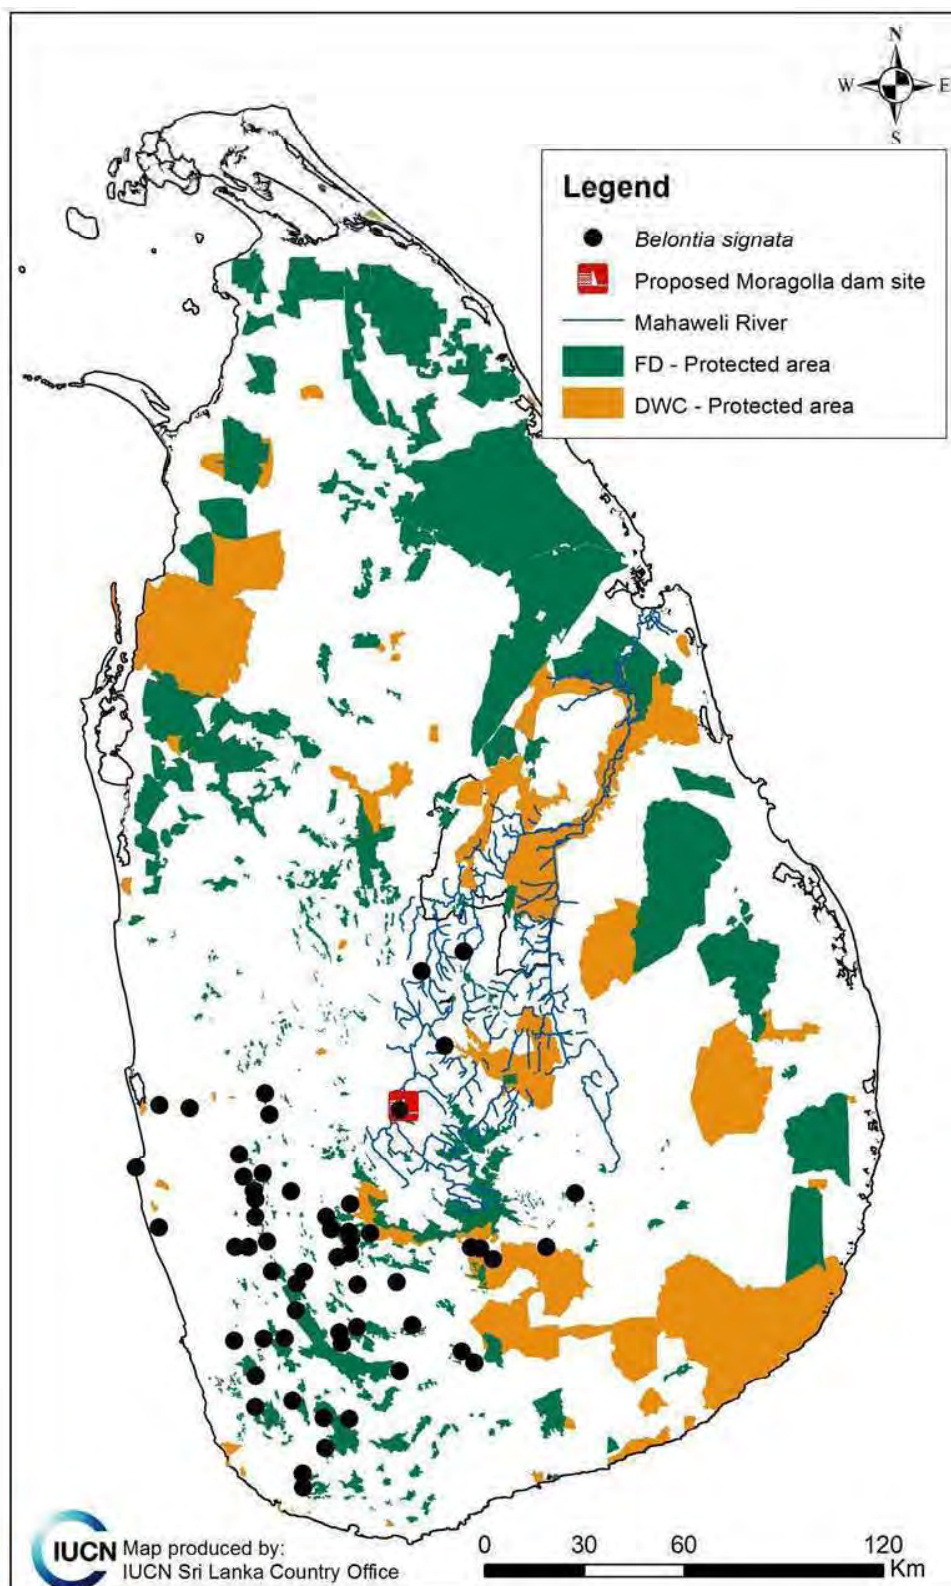 N
W E
S
Legend
Belontia signata
Proposed Moragolla dam site
Mahaweli River
FD - Protected area
DWC - Protected area
IUCN
Map produced by:
IUCN Sri Lanka Country Office
0 30 60 120
Km